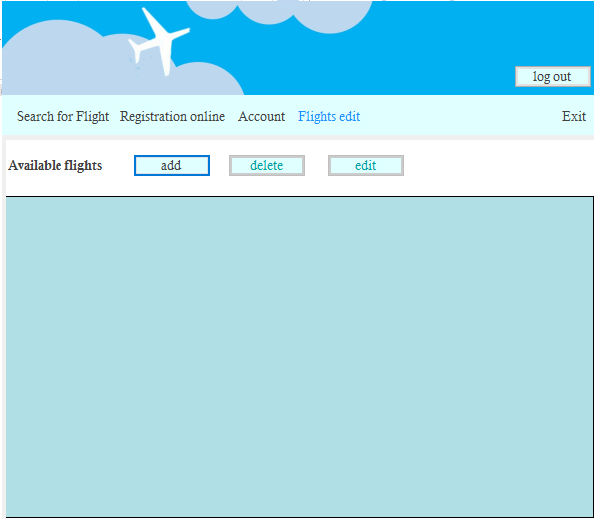 log out
Search for Flight Registration online Account Flights edit Exit
Available flights add delete edit